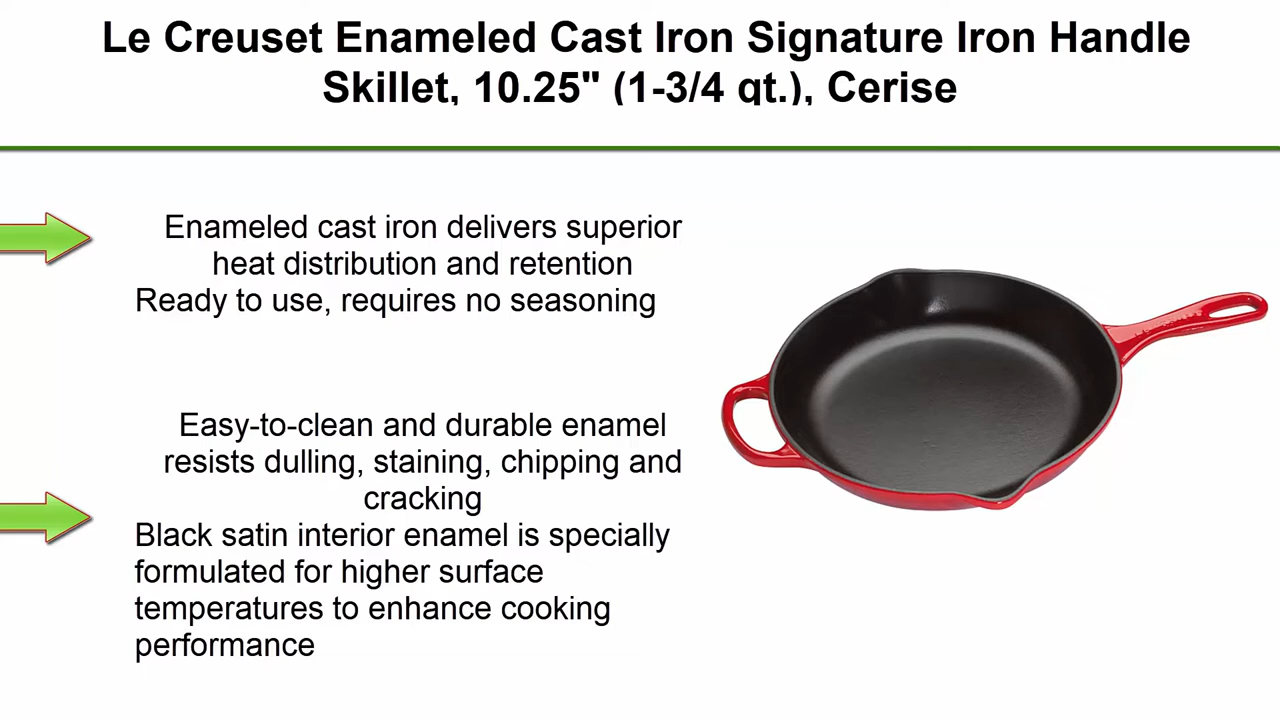 Le Creuset Enameled Cast Iron Signature Iron Handle
Skillet, 10.25" (1-3/4 qt.), Cerise
Enameled cast iron delivers superior
heat distribution and retention
Ready to use, requires no seasoning
Easy-to-clean and durable enamel
resists dulling, staining, chipping and
cracking
Black satin interior enamel is specially
formulated for higher surface
temperatures to enhance cooking
performance